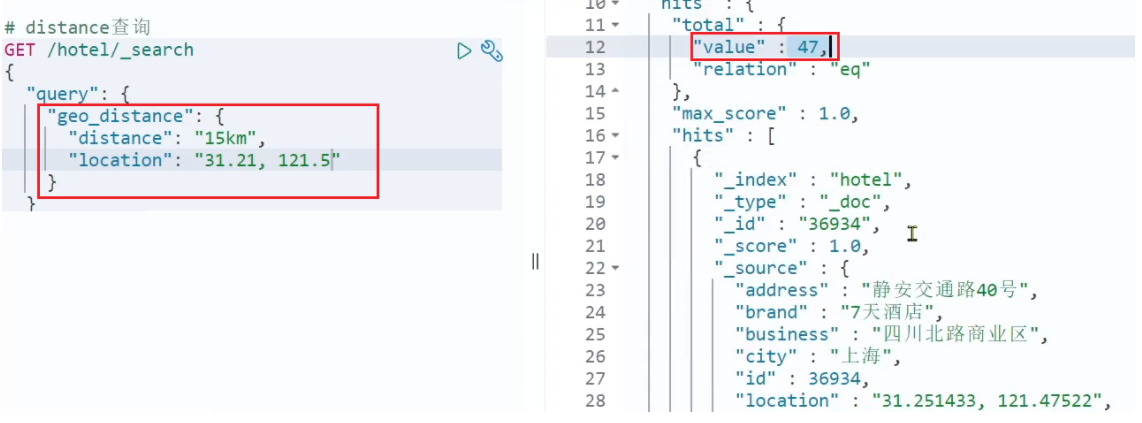 # distance查询
GET /hotel/_search
{
  "query": {
    "geo_distance": {
      "distance": "15km",
      "location": "31.21, 121.5"
    }
  }
10 "hits" : {
11 "total" : {
12 "value" : 47,
13 "relation" : "eq"
14 },
15 "max_score" : 1.0,
16 "hits" : [
17 {
18 "_index" : "hotel",
19 "_type" : "_doc",
20 "_id" : "36934",
21 "_score" : 1.0,
22 "_source" : {
23 "address" : "静安交通路40号",
24 "brand" : "7天酒店",
25 "business" : "四川北路商业区",
26 "city" : "上海",
27 "id" : 36934,
28 "location" : "31.251433, 121.47522",